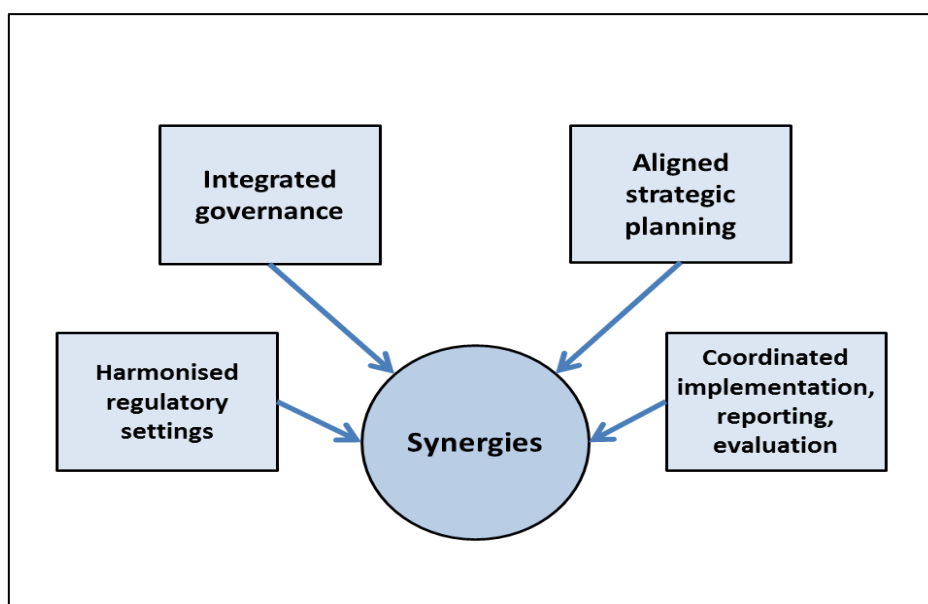 Integrated
governance
Aligned
strategic
planning
Harmonised
regulatory
settings
Synergies
Coordinated
implementation,
reporting,
evaluation